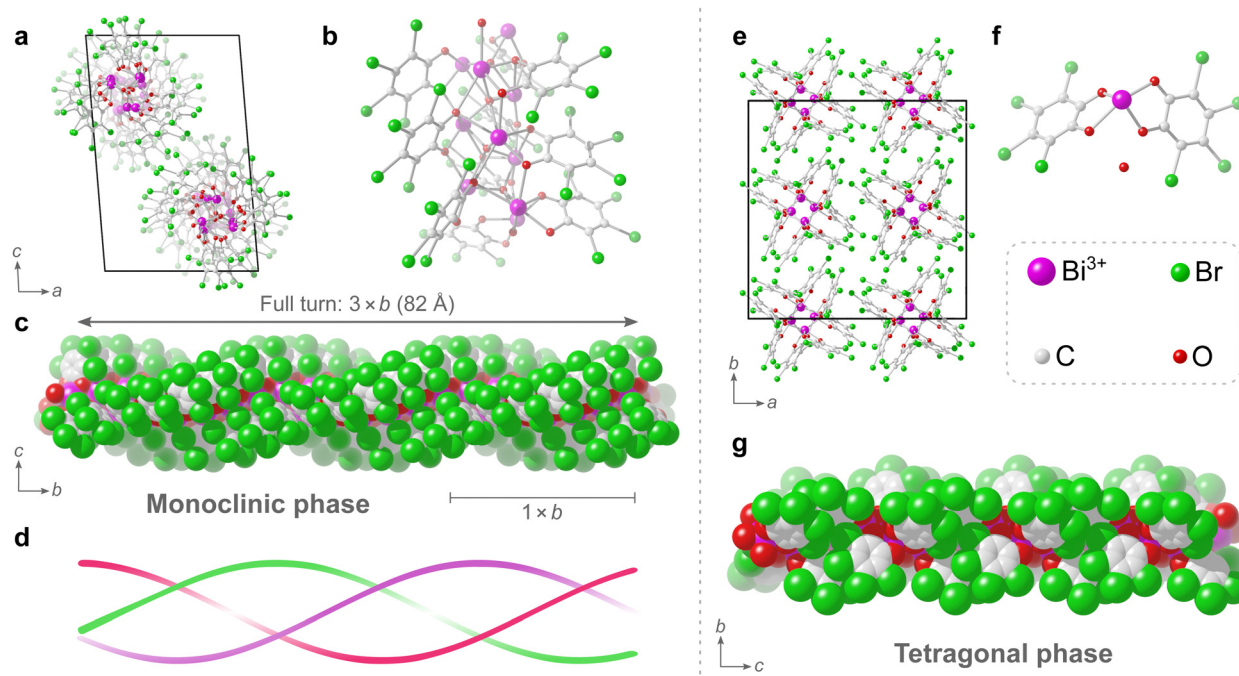 a
c
a
b
Full turn: 3 × b (82 Å)
c
c
b
Monoclinic phase
1 × b
d
e
b
a
f
Bi³⁺
Br
C
O
g
b
c
Tetragonal phase